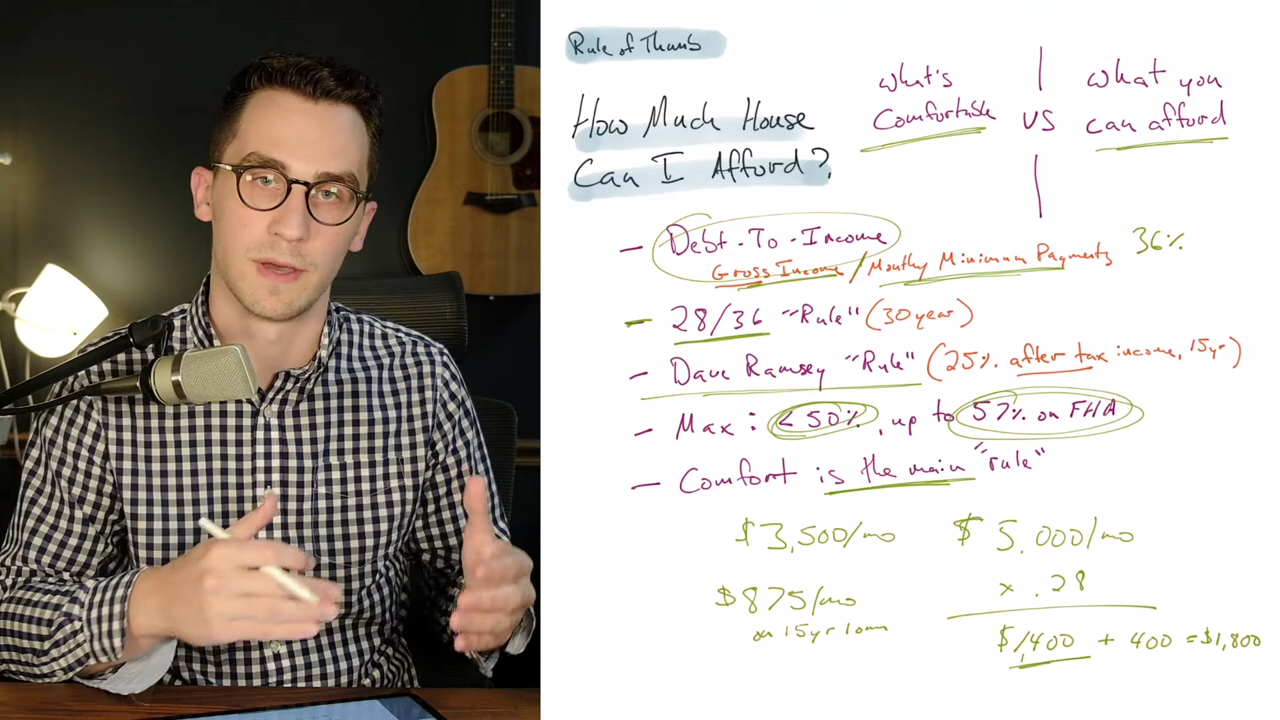 Rule of Thumb
How Much House
Can I Afford?
What's
Comfortable
VS
What you
can afford
- Debt-To-Income
Gross Income / Monthly Minimum Payments 36%
- 28/36 "Rule" (30 year)
- Dave Ramsey "Rule" (25% after tax income, 15yr)
- Max: < 50%, up to 57% on FHA
- Comfort is the main "rule"
$3,500/mo
$875/mo
on 15yr loan
$5,000/mo
x .28
$1,400 + 400 = $1,800